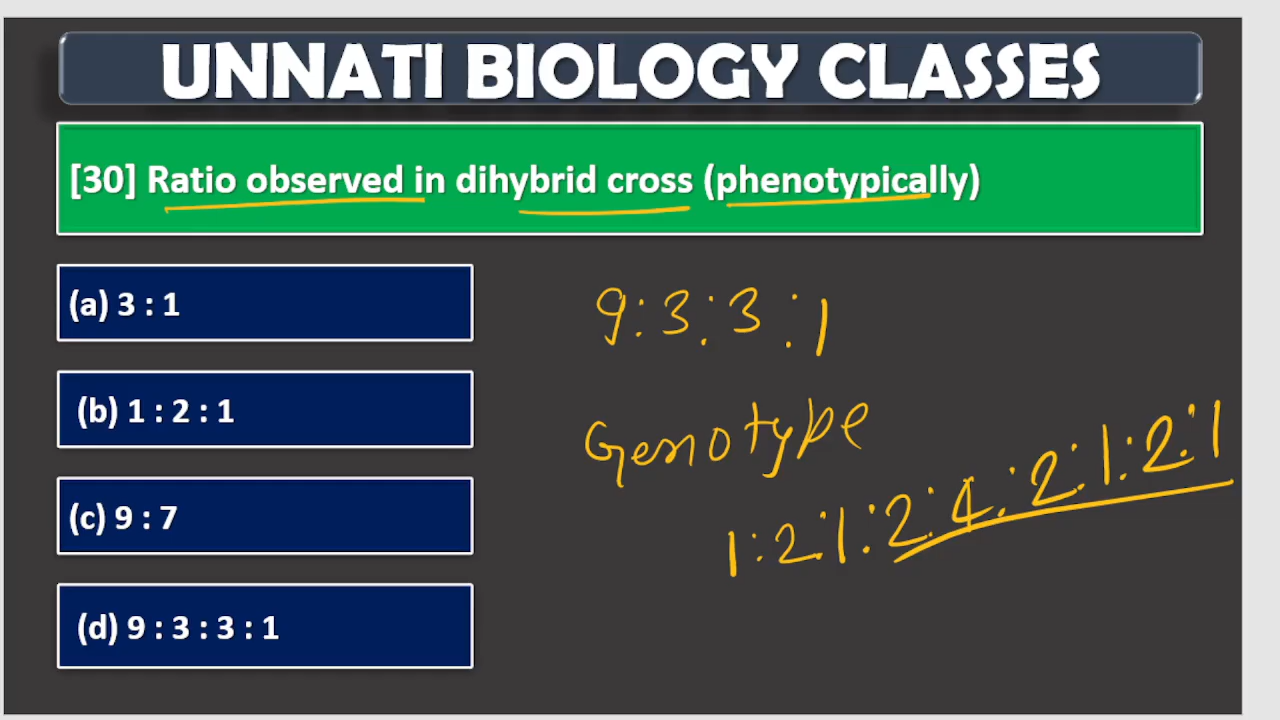 UNNATI BIOLOGY CLASSES
[30] Ratio observed in dihybrid cross (phenotypically)
(a) 3 : 1
9:3:3:1
(b) 1 : 2 : 1
Genotype
(c) 9 : 7
1:2:1:2:4:2:1:2:1
(d) 9 : 3 : 3 : 1